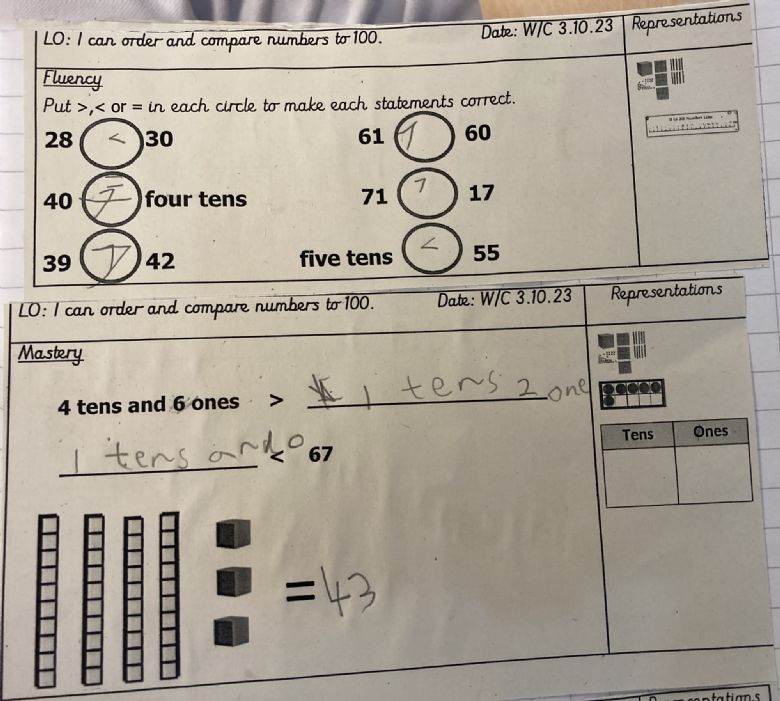 LO: I can order and compare numbers to 100. Date: W/C 3.10.23 Representations
Fluency
Put >,< or = in each circle to make each statements correct.
28 < 30 61 > 60
40 four tens 71 > 17
39 42 five tens < 55
LO: I can order and compare numbers to 100. Date: W/C 3.10.23 Representations
Mastery
4 tens and 6 ones > 1 tens 2 one
1 tens and 0 < 67
Tens Ones
= 43